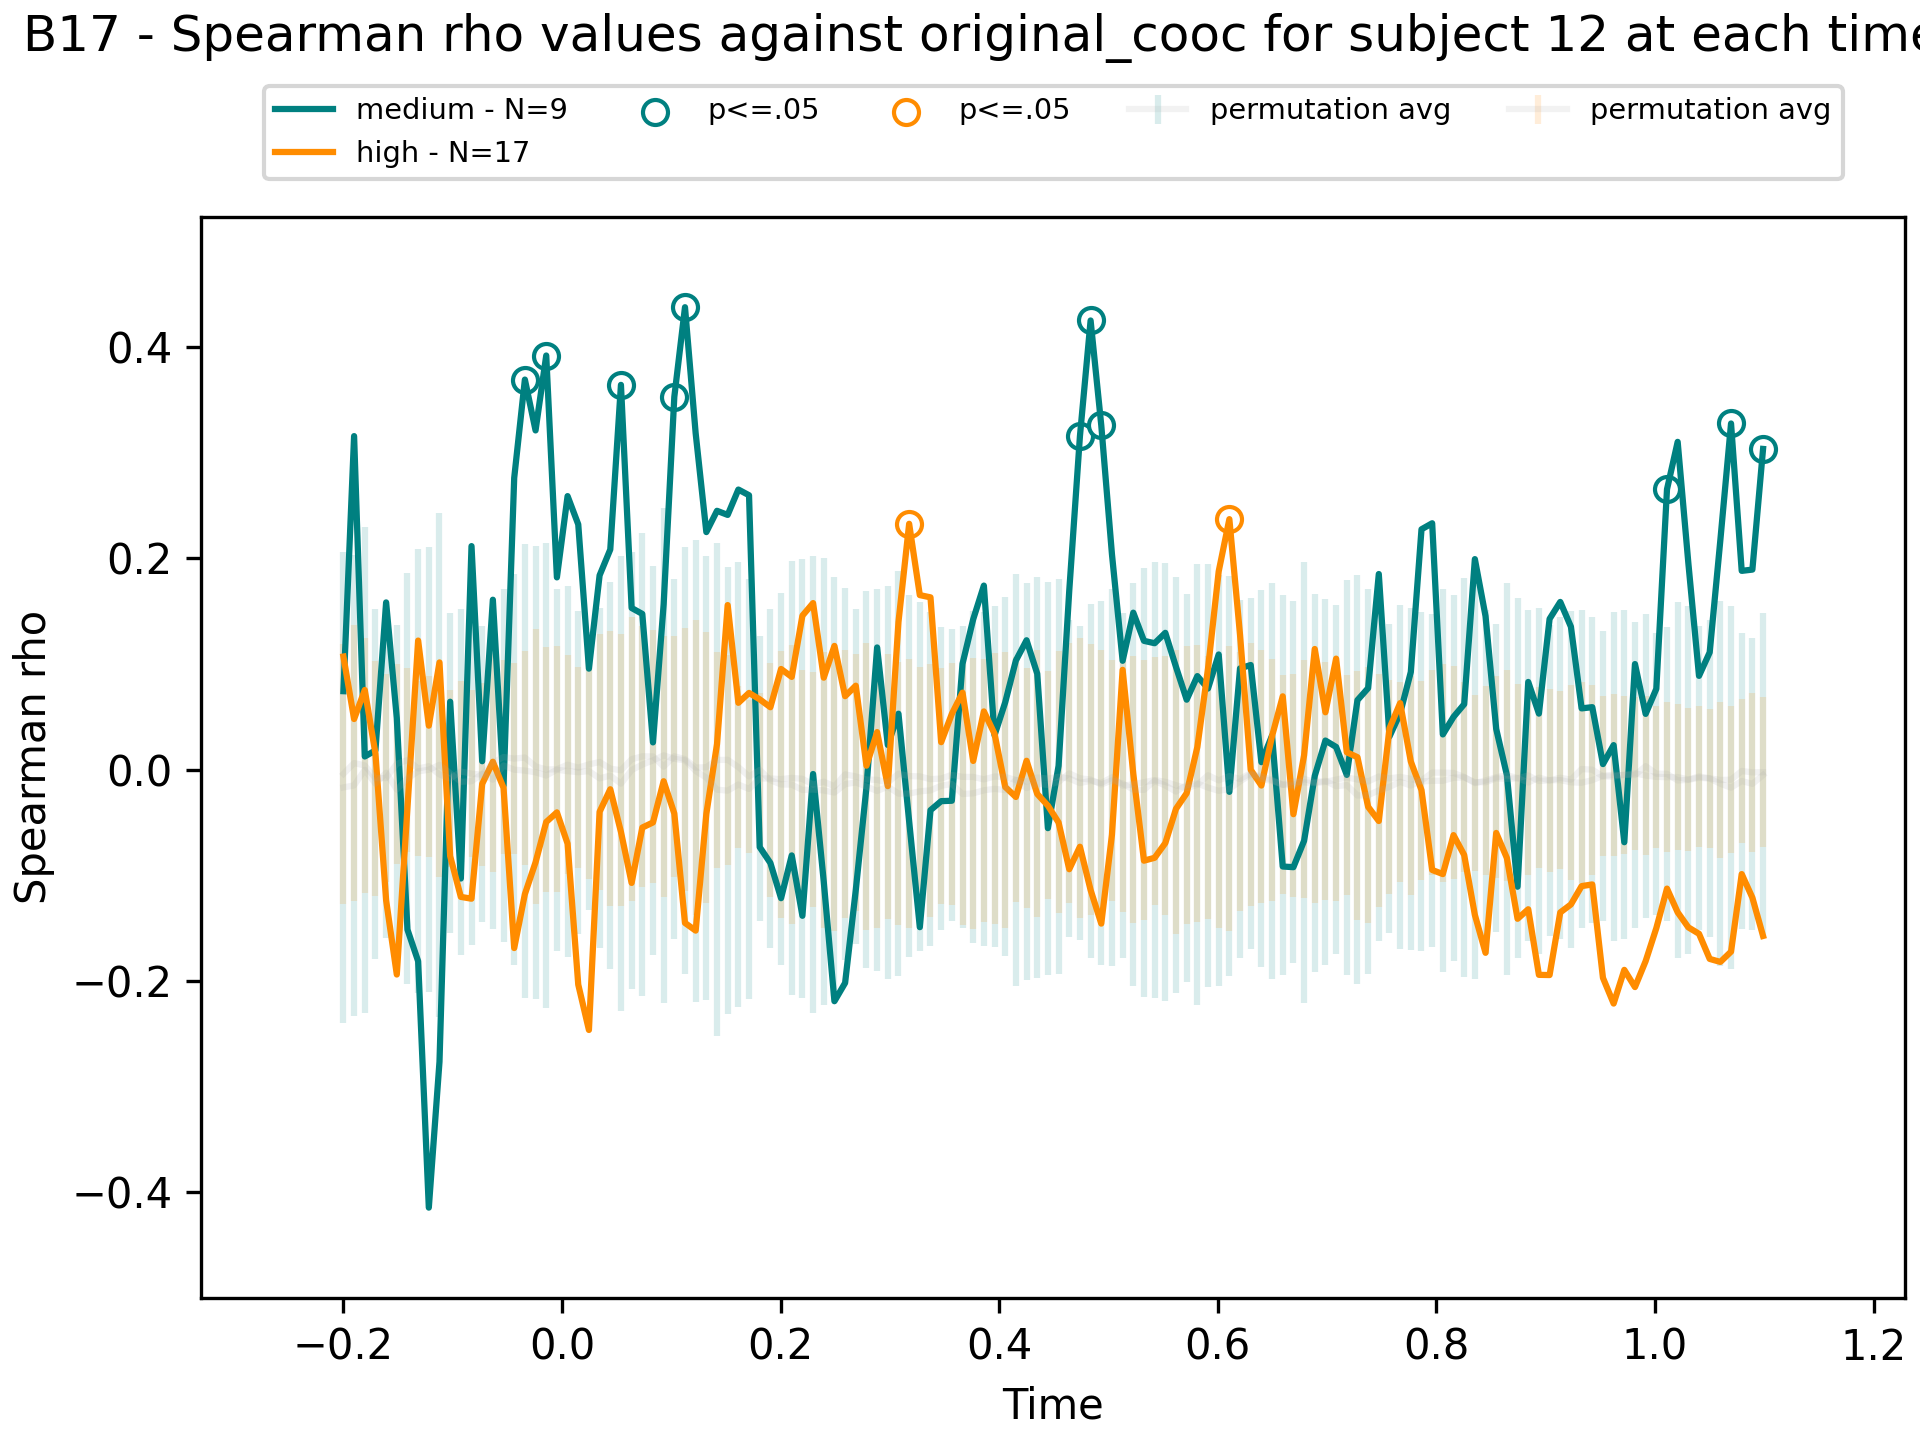 B17 - Spearman rho values against original_cooc for subject 12 at each time
medium - N=9
high - N=17
p<=.05
p<=.05
permutation avg
permutation avg
Spearman rho
0.4
0.2
0.0
−0.2
−0.4
−0.2
0.0
0.2
0.4
0.6
0.8
1.0
1.2
Time